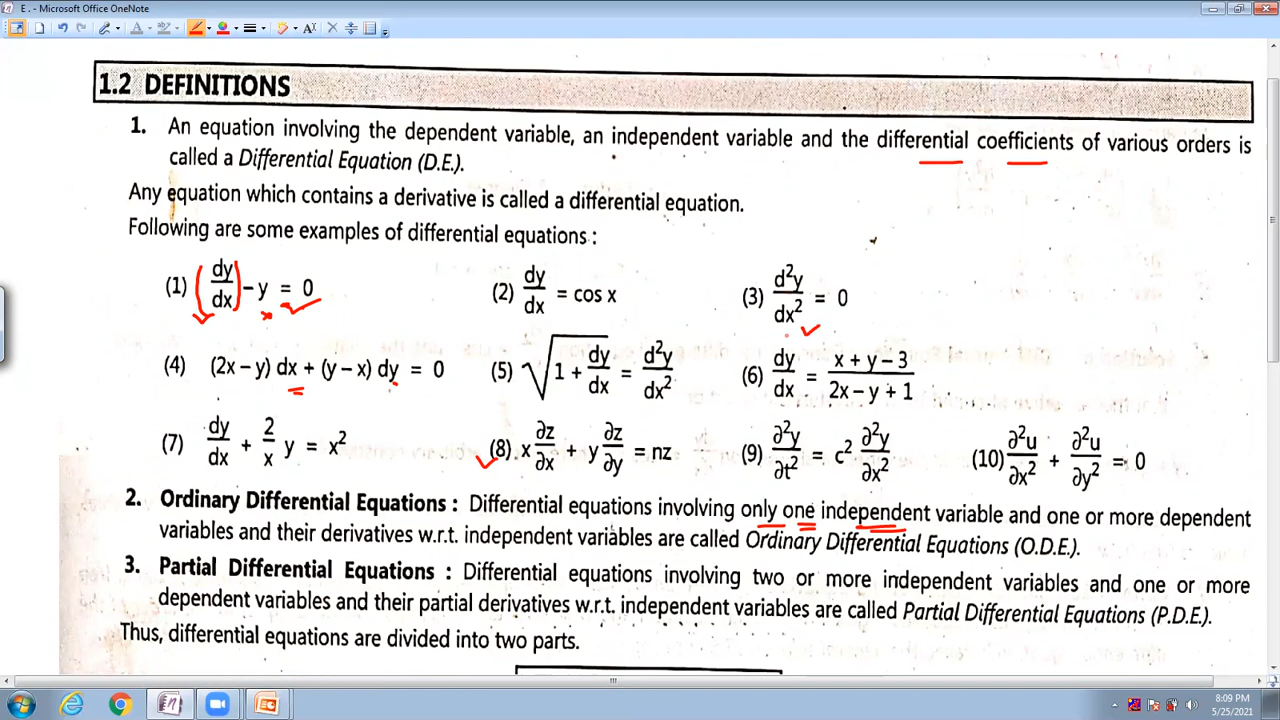 E . - Microsoft Office OneNote
1.2 DEFINITIONS
1. An equation involving the dependent variable, an independent variable and the differential coefficients of various orders is
called a Differential Equation (D.E.).
Any equation which contains a derivative is called a differential equation.
Following are some examples of differential equations :
(1) (dy/dx) – y = 0 (2) dy/dx = cos x (3) d²y/dx² = 0
(4) (2x – y) dx + (y – x) dy = 0 (5) √(1 + dy/dx) = d²y/dx² (6) dy/dx = (x + y – 3)/(2x – y + 1)
(7) dy/dx + 2/x y = x² (8) x ∂z/∂x + y ∂z/∂y = nz (9) ∂²y/∂t² = c² ∂²y/∂x² (10) ∂²u/∂x² + ∂²u/∂y² = 0
2. Ordinary Differential Equations : Differential equations involving only one independent variable and one or more dependent
variables and their derivatives w.r.t. independent variables are called Ordinary Differential Equations (O.D.E.).
3. Partial Differential Equations : Differential equations involving two or more independent variables and one or more
dependent variables and their partial derivatives w.r.t. independent variables are called Partial Differential Equations (P.D.E.).
Thus, differential equations are divided into two parts.
8:09 PM
5/25/2021